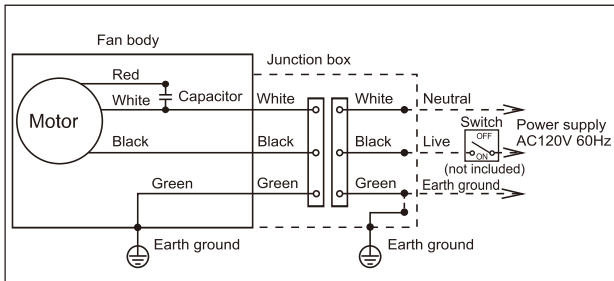 Fan body
Junction box
Red
White
Capacitor
White
White
Neutral
Motor
Switch
OFF
ON
Power supply
AC120V 60Hz
Black
Black
Black
Live
(not included)
Green
Green
Green
Earth ground
Earth ground
Earth ground